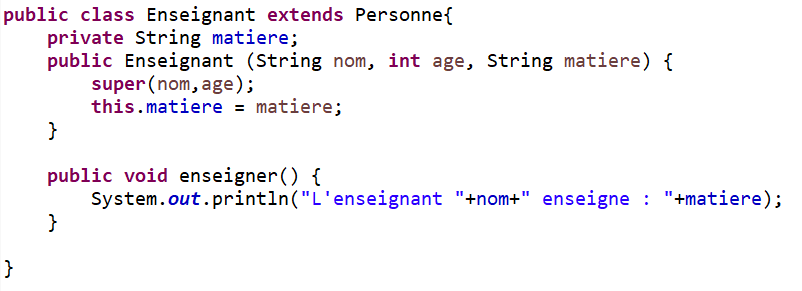 public class Enseignant extends Personne{
    private String matiere;
    public Enseignant (String nom, int age, String matiere) {
        super(nom,age);
        this.matiere = matiere;
    }

    public void enseigner() {
        System.out.println("L'enseignant "+nom+" enseigne : "+matiere);
    }

}